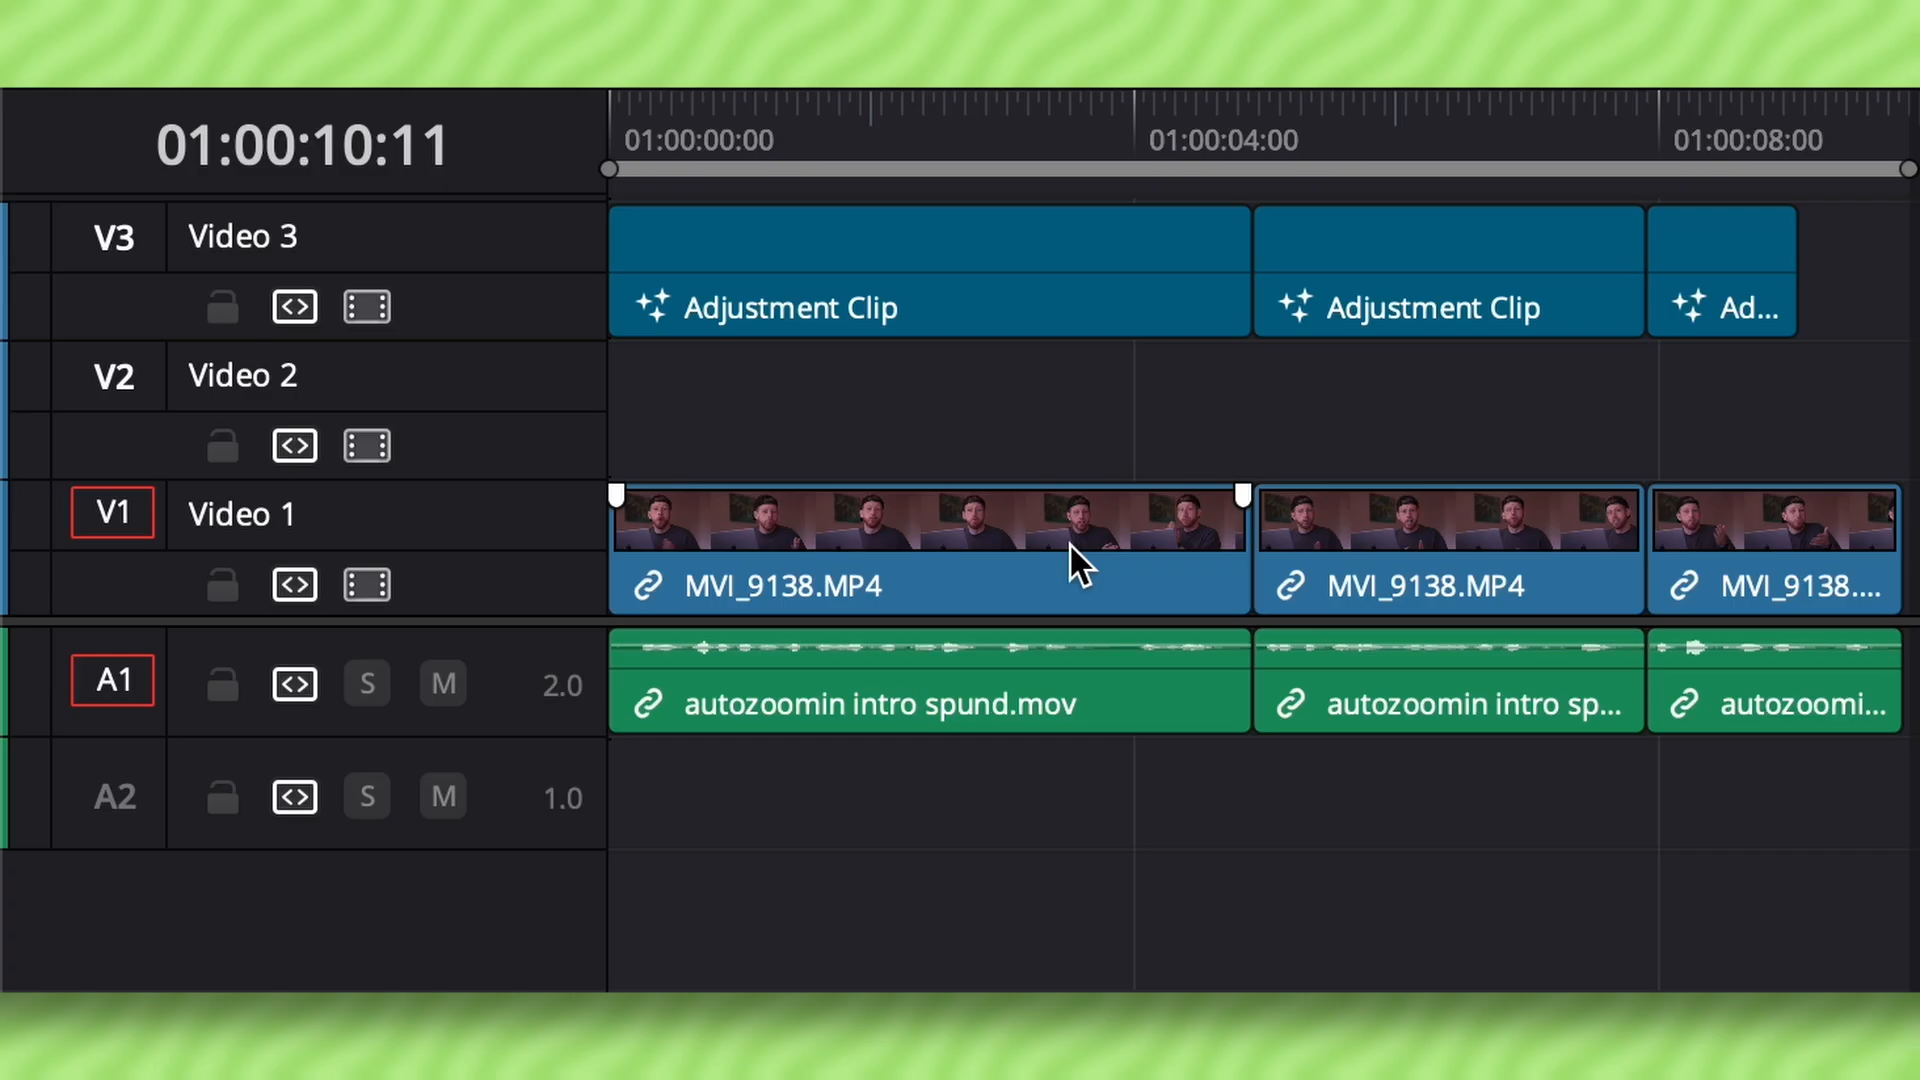 01:00:10:11
01:00:00:00 01:00:04:00 01:00:08:00
V3 Video 3
Adjustment Clip Adjustment Clip Ad...
V2 Video 2
V1 Video 1
MVI_9138.MP4 MVI_9138.MP4 MVI_9138....
A1 S M 2.0
autozoomin intro spund.mov autozoomin intro sp... autozoomi...
A2 S M 1.0